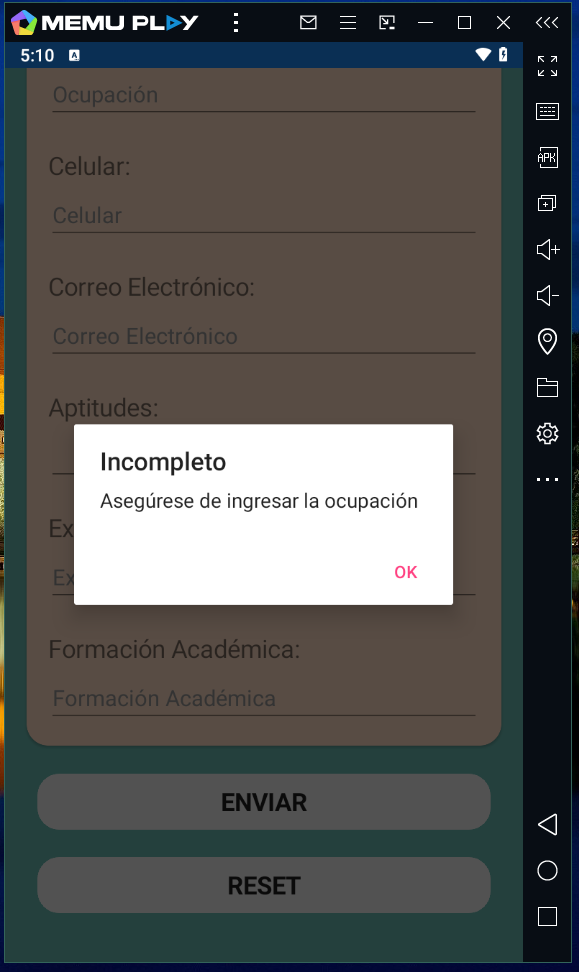 MEMU PLAY
5:10 A
Ocupación
Celular:
Celular
Correo Electrónico:
Correo Electrónico
Aptitudes:
Incompleto
Asegúrese de ingresar la ocupación
OK
Ex
Ex
Formación Académica:
Formación Académica
ENVIAR
RESET
APK